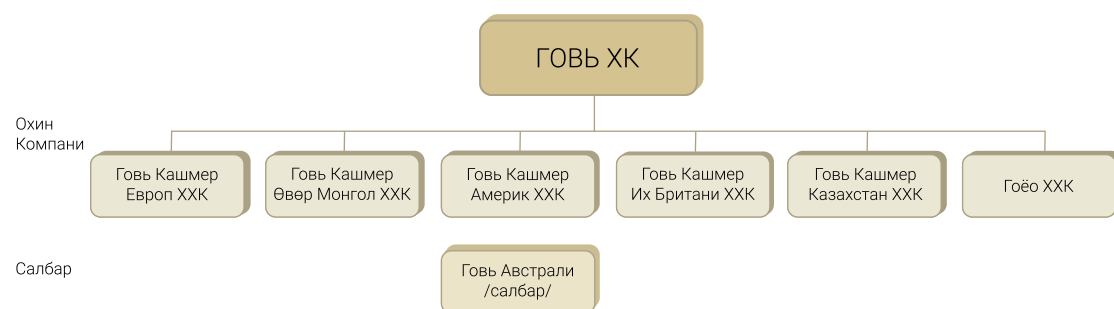 ГОВЬ ХК
Охин
Компани
Говь Кашмер
Европ ХХК
Говь Кашмер
Өвөр Монгол ХХК
Говь Кашмер
Америк ХХК
Говь Кашмер
Их Британи ХХК
Говь Кашмер
Казахстан ХХК
Гоёо ХХК
Салбар
Говь Австрали
/салбар/